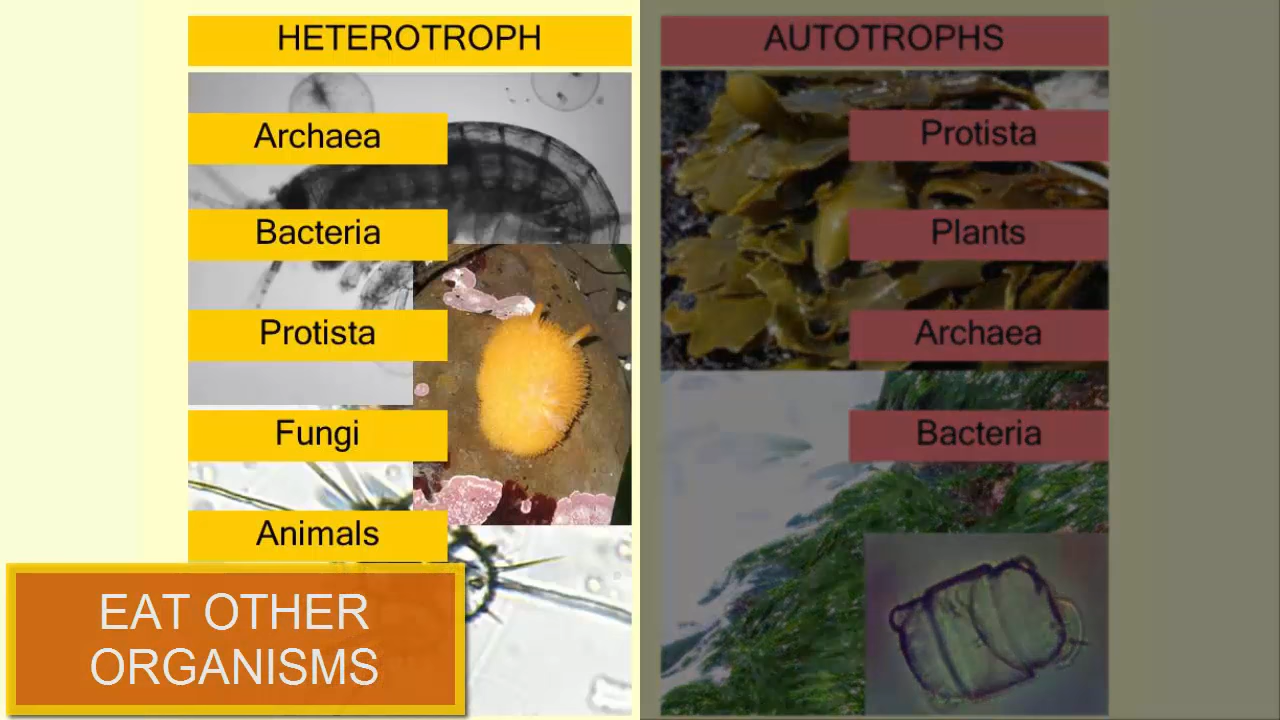 HETEROTROPH
Archaea
Bacteria
Protista
Fungi
Animals
EAT OTHER
ORGANISMS
AUTOTROPHS
Protista
Plants
Archaea
Bacteria